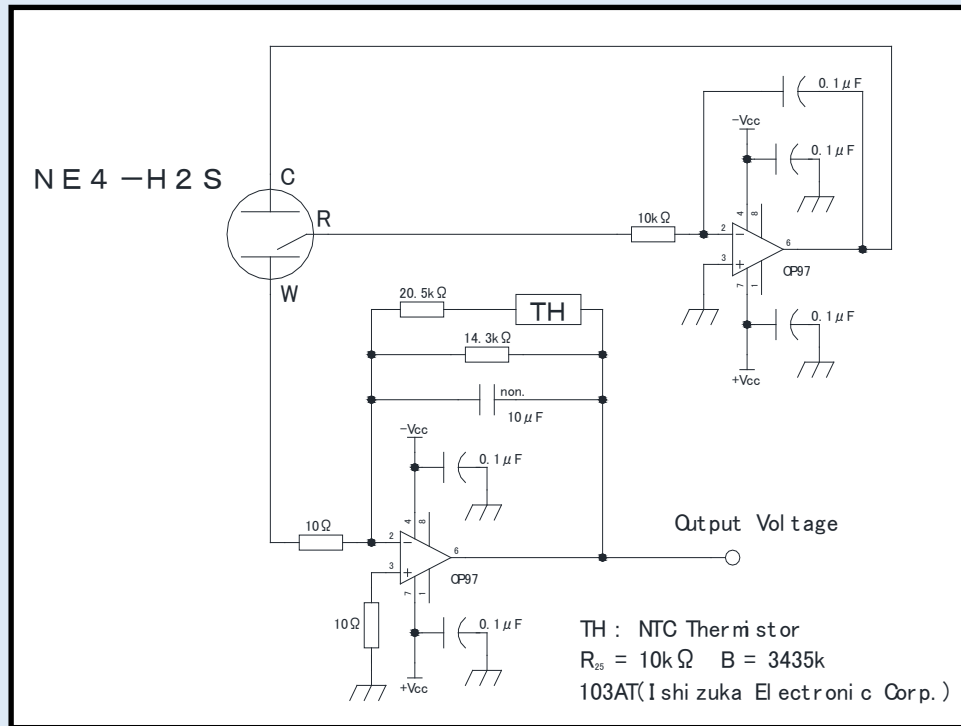 0.1μF
-Vcc
0.1μF
NE4-H2S
C
R
10kΩ
4
8
2
6
3
OP97
7
1
W
20.5kΩ
TH
0.1μF
14.3kΩ
+Vcc
non.
10μF
-Vcc
0.1μF
4
8
Output Voltage
10Ω
2
6
3
OP97
7
1
10Ω
0.1μF
+Vcc
TH : NTC Thermistor
R25 = 10kΩ B = 3435k
103AT(Ishizuka Electronic Corp.)